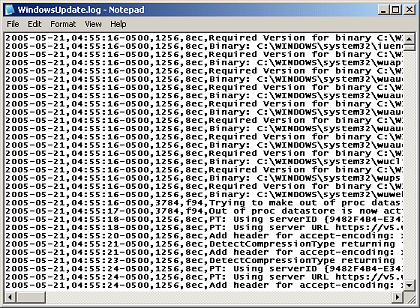 WindowsUpdate.log - Notepad
File Edit Format View Help
2005-05-21,04:55:16-0500,1256,8ec,Required Version for binary C:\W
2005-05-21,04:55:16-0500,1256,8ec,Binary: C:\WINDOWS\system32\iuen
2005-05-21,04:55:16-0500,1256,8ec,Required Version for binary C:\W
2005-05-21,04:55:16-0500,1256,8ec,Binary: C:\WINDOWS\system32\wuap
2005-05-21,04:55:16-0500,1256,8ec,Required Version for binary C:\W
2005-05-21,04:55:16-0500,1256,8ec,Binary: C:\WINDOWS\system32\wuau
2005-05-21,04:55:16-0500,1256,8ec,Required Version for binary C:\W
2005-05-21,04:55:16-0500,1256,8ec,Binary: C:\WINDOWS\system32\wuau
2005-05-21,04:55:16-0500,1256,8ec,Required Version for binary C:\W
2005-05-21,04:55:16-0500,1256,8ec,Binary: C:\WINDOWS\system32\wuau
2005-05-21,04:55:16-0500,1256,8ec,Required Version for binary C:\W
2005-05-21,04:55:16-0500,1256,8ec,Binary: C:\WINDOWS\system32\wucl
2005-05-21,04:55:16-0500,1256,8ec,Required Version for binary C:\W
2005-05-21,04:55:16-0500,1256,8ec,Binary: C:\WINDOWS\system32\wups
2005-05-21,04:55:16-0500,1256,8ec,Required Version for binary C:\W
2005-05-21,04:55:16-0500,1256,8ec,Binary: C:\WINDOWS\system32\wuwe
2005-05-21,04:55:16-0500,3784,f94,Trying to make out of proc datas
2005-05-21,04:55:17-0500,3784,f94,Out of proc datastore is now act
2005-05-21,04:55:18-0500,1256,8ec,PT: Using serverID {9482F4B4-E34
2005-05-21,04:55:18-0500,1256,8ec,PT: Using server URL https://v5.
2005-05-21,04:55:20-0500,1256,8ec,Add header for accept-encoding:
2005-05-21,04:55:21-0500,1256,8ec,DetectCompressionType returning
2005-05-21,04:55:23-0500,1256,8ec,Add header for accept-encoding:
2005-05-21,04:55:23-0500,1256,8ec,DetectCompressionType returning
2005-05-21,04:55:24-0500,1256,8ec,PT: Using serverID {9482F4B4-E34
2005-05-21,04:55:24-0500,1256,8ec,PT: Using server URL https://v5.
2005-05-21,04:55:24-0500,1256,8ec,Add header for accept-encoding: